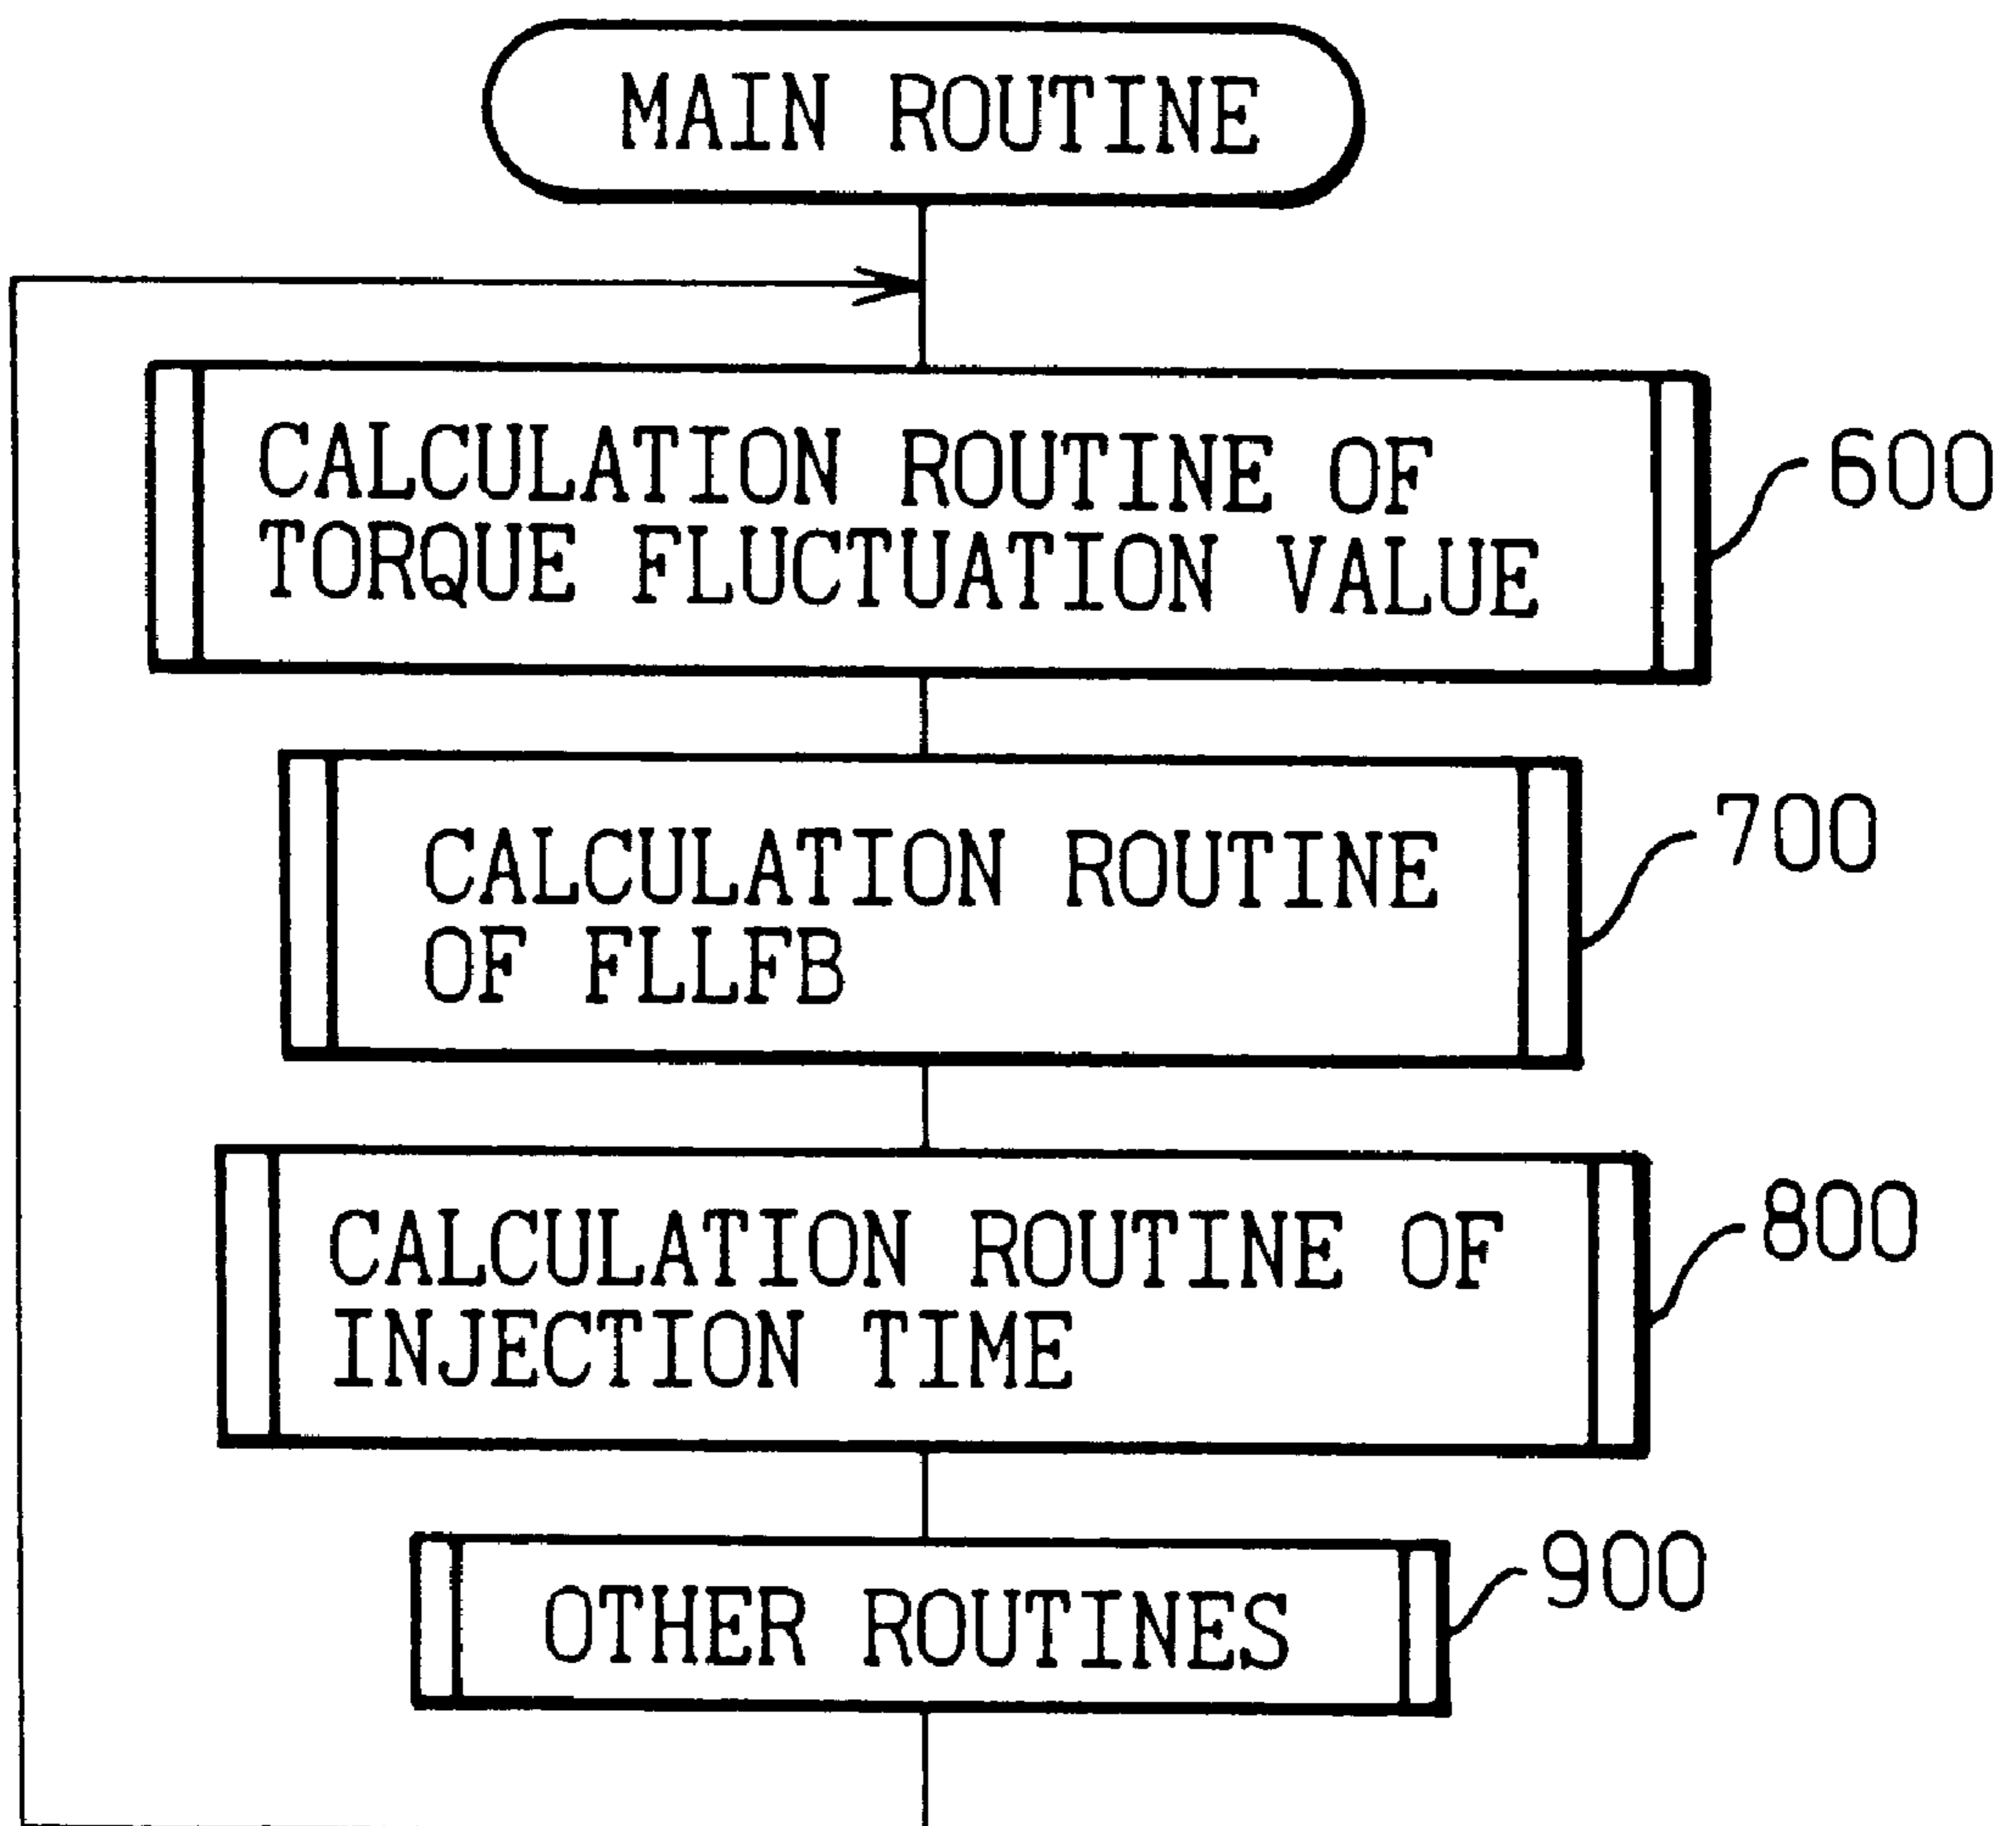 MAIN ROUTINE
CALCULATION ROUTINE OF
TORQUE FLUCTUATION VALUE
600
CALCULATION ROUTINE
OF FLLFB
700
CALCULATION ROUTINE OF
INJECTION TIME
800
OTHER ROUTINES
900